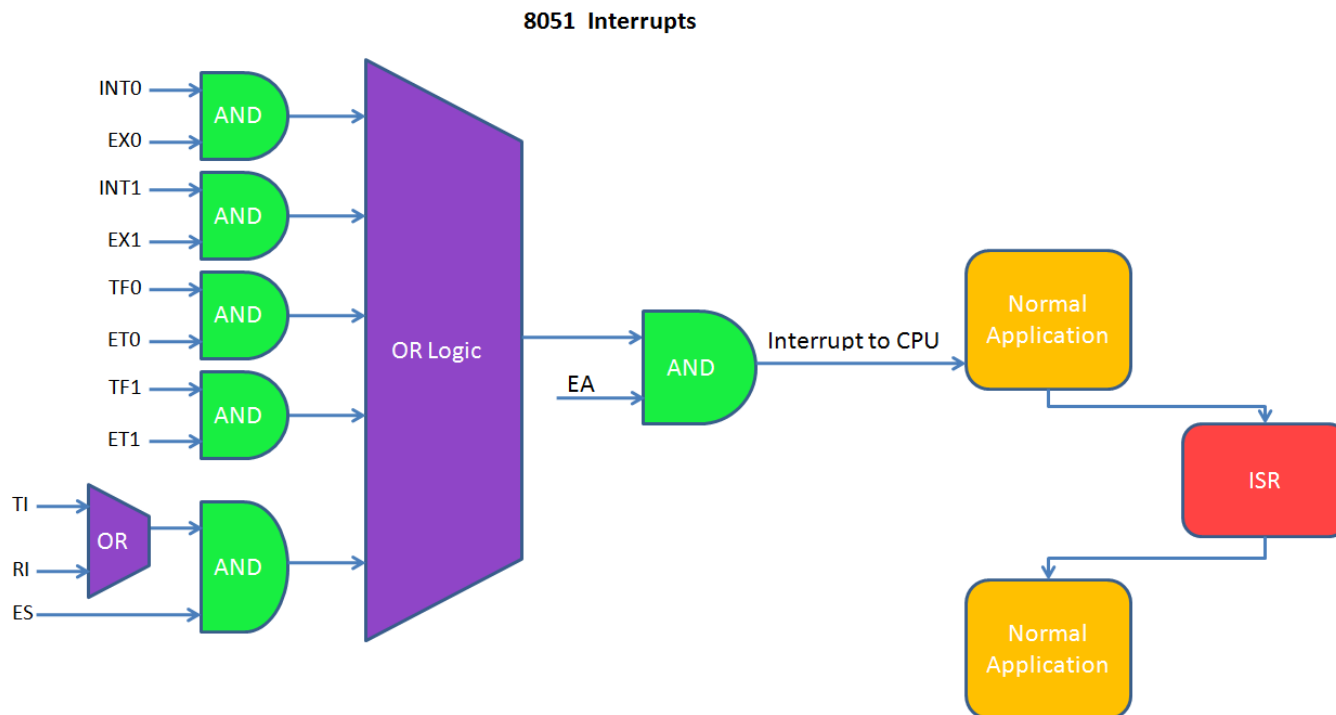 8051 Interrupts
INT0
AND
EX0
INT1
AND
EX1
TF0
AND
ET0
TF1
AND
ET1
TI
OR
RI
ES
AND
OR Logic
EA
AND
Interrupt to CPU
Normal
Application
ISR
Normal
Application